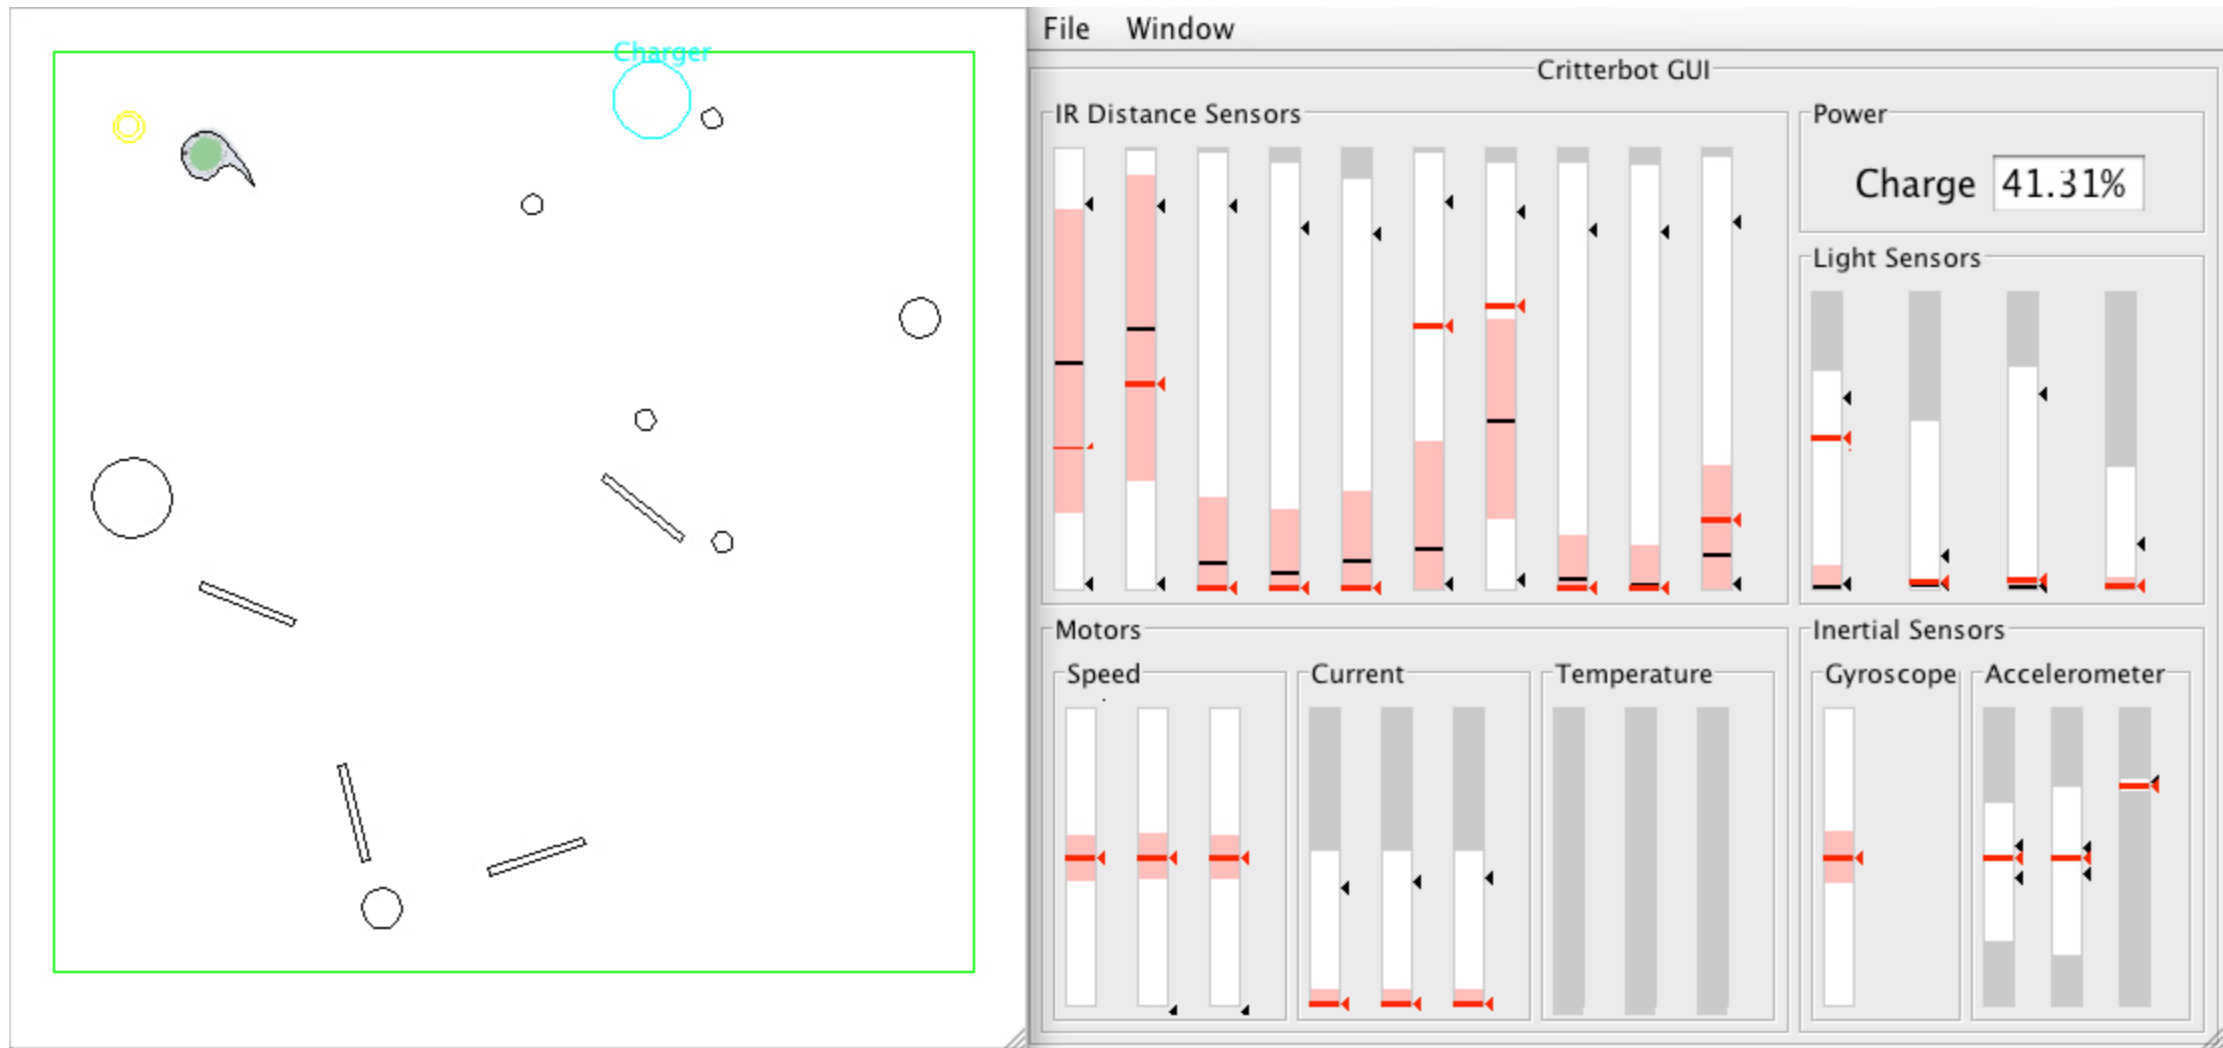 Charger
File Window
Critterbot GUI
IR Distance Sensors
Power
Charge 41.31%
Light Sensors
Motors
Inertial Sensors
Speed
Current
Temperature
Gyroscope
Accelerometer